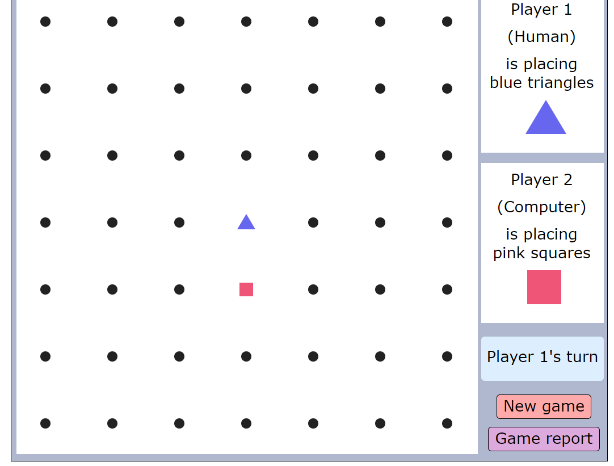 Player 1
(Human)
is placing
blue triangles
Player 2
(Computer)
is placing
pink squares
Player 1's turn
New game
Game report